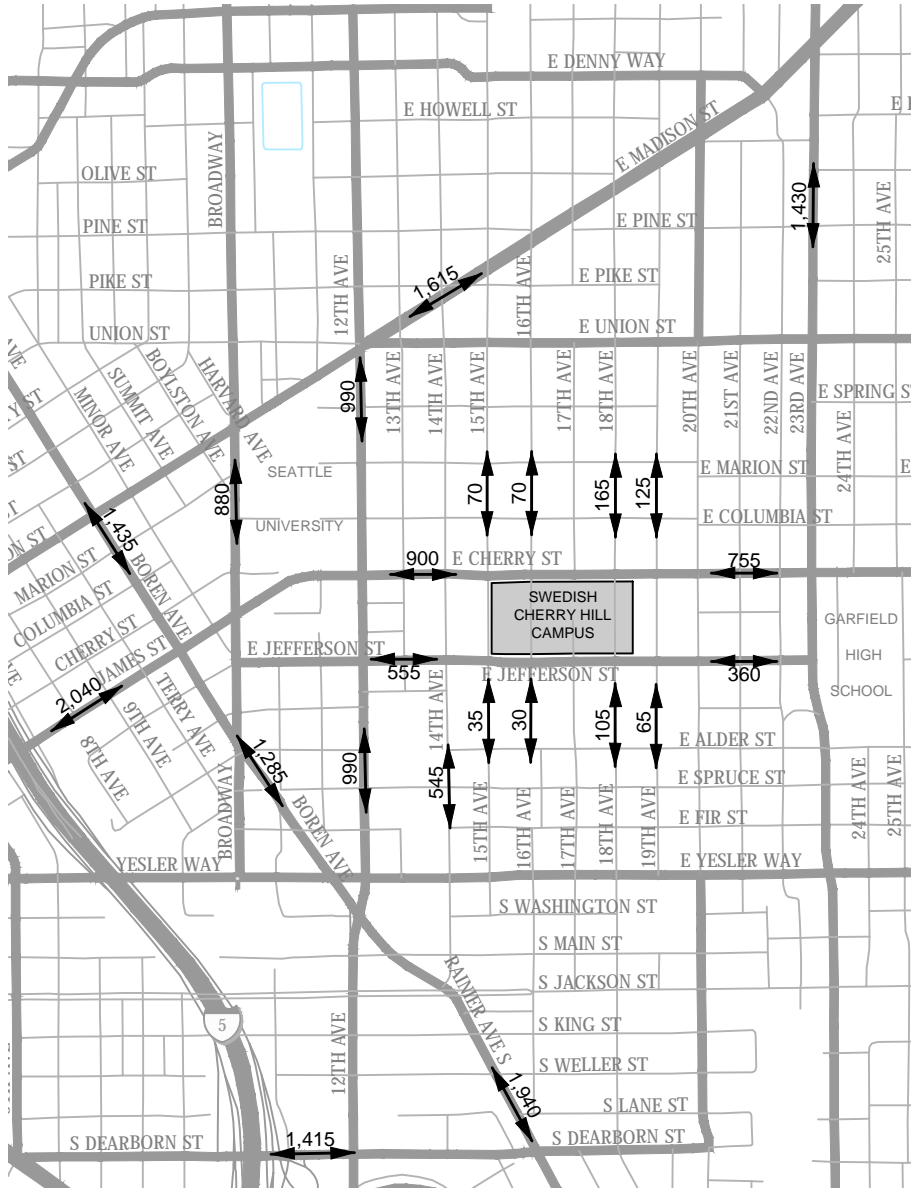 E DENNY WAY
E HOWELL ST
E MADISON ST
BROADWAY
OLIVE ST
1,430
25TH AVE
PINE ST
E PINE ST
12TH AVE
1,615
16TH AVE
PIKE ST
E PIKE ST
UNION ST
E UNION ST
MINOR AVE
SUMMIT AVE
BOYLSTON AVE
HARVARD AVE
990
13TH AVE
14TH AVE
15TH AVE
17TH AVE
18TH AVE
20TH AVE
21ST AVE
22ND AVE
23RD AVE
E SPRING ST
24TH AVE
SEATTLE
UNIVERSITY
880
70
70
165
125
E MARION ST
E COLUMBIA ST
1,435
BOREN AVE
MARION ST
COLUMBIA ST
CHERRY ST
JAMES ST
900
E CHERRY ST
755
SWEDISH
CHERRY HILL
CAMPUS
GARFIELD
HIGH
SCHOOL
E JEFFERSON ST
555
E JEFFERSON ST
360
2,040
8TH AVE
9TH AVE
TERRY AVE
14TH AVE
35
30
105
65
E ALDER ST
1,285
990
545
E SPRUCE ST
BROADWAY
BOREN AVE
15TH AVE
16TH AVE
17TH AVE
18TH AVE
19TH AVE
E FIR ST
24TH AVE
25TH AVE
YESLER WAY
E YESLER WAY
S WASHINGTON ST
S MAIN ST
RAINIER AVE S
S JACKSON ST
5
12TH AVE
S KING ST
S WELLER ST
1,940
S LANE ST
S DEARBORN ST
1,415
S DEARBORN ST